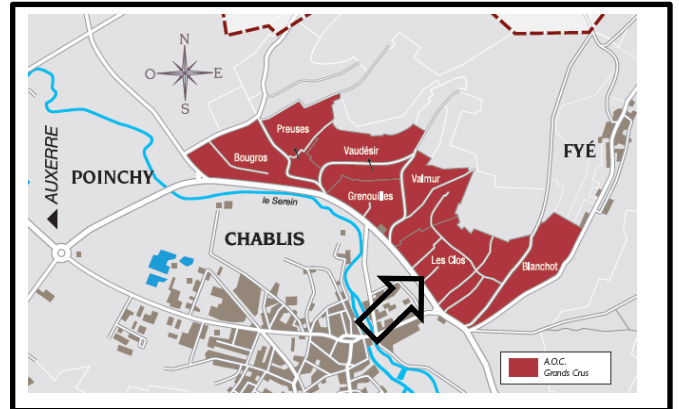 N
O
E
S
Preuses
Vaudésir
Bougros
Valmur
Grenouilles
AUXERRE
POINCHY
FYÉ
le Serein
CHABLIS
Les Clos
Blanchot
A.O.C.
Grands Crus